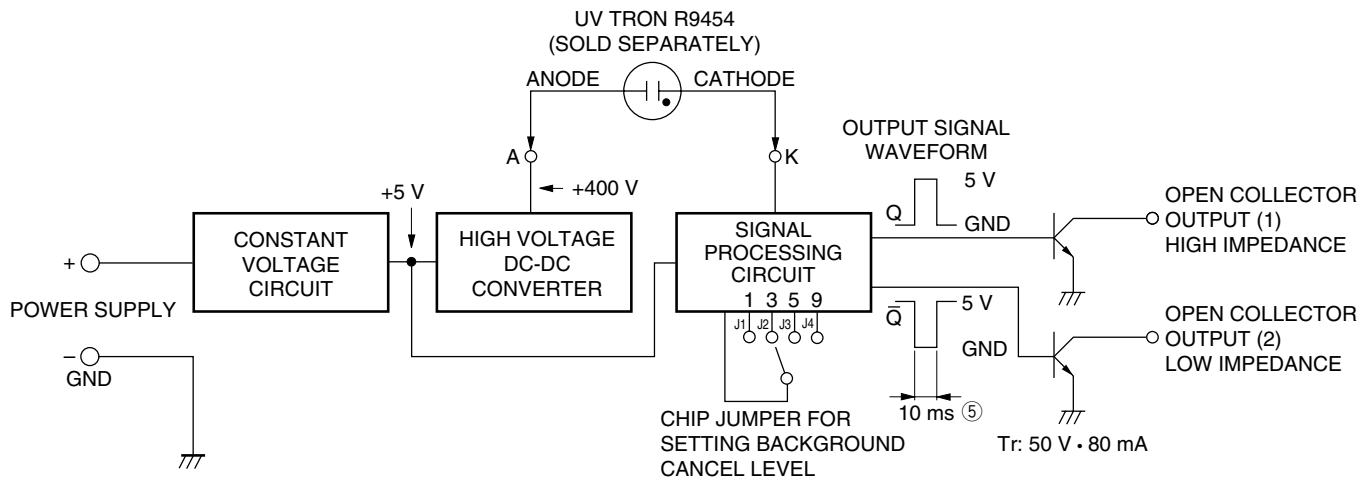 UV TRON R9454
(SOLD SEPARATELY)
ANODE
CATHODE
A
K
+400 V
+5 V
OUTPUT SIGNAL
WAVEFORM
5 V
Q
GND
OPEN COLLECTOR
OUTPUT (1)
HIGH IMPEDANCE
CONSTANT
VOLTAGE
CIRCUIT
HIGH VOLTAGE
DC-DC
CONVERTER
SIGNAL
PROCESSING
CIRCUIT
1 3 5 9
J1 J2 J3 J4
+
POWER SUPPLY
−
GND
Q̄
5 V
GND
10 ms ⑤
OPEN COLLECTOR
OUTPUT (2)
LOW IMPEDANCE
CHIP JUMPER FOR
SETTING BACKGROUND
CANCEL LEVEL
Tr: 50 V • 80 mA